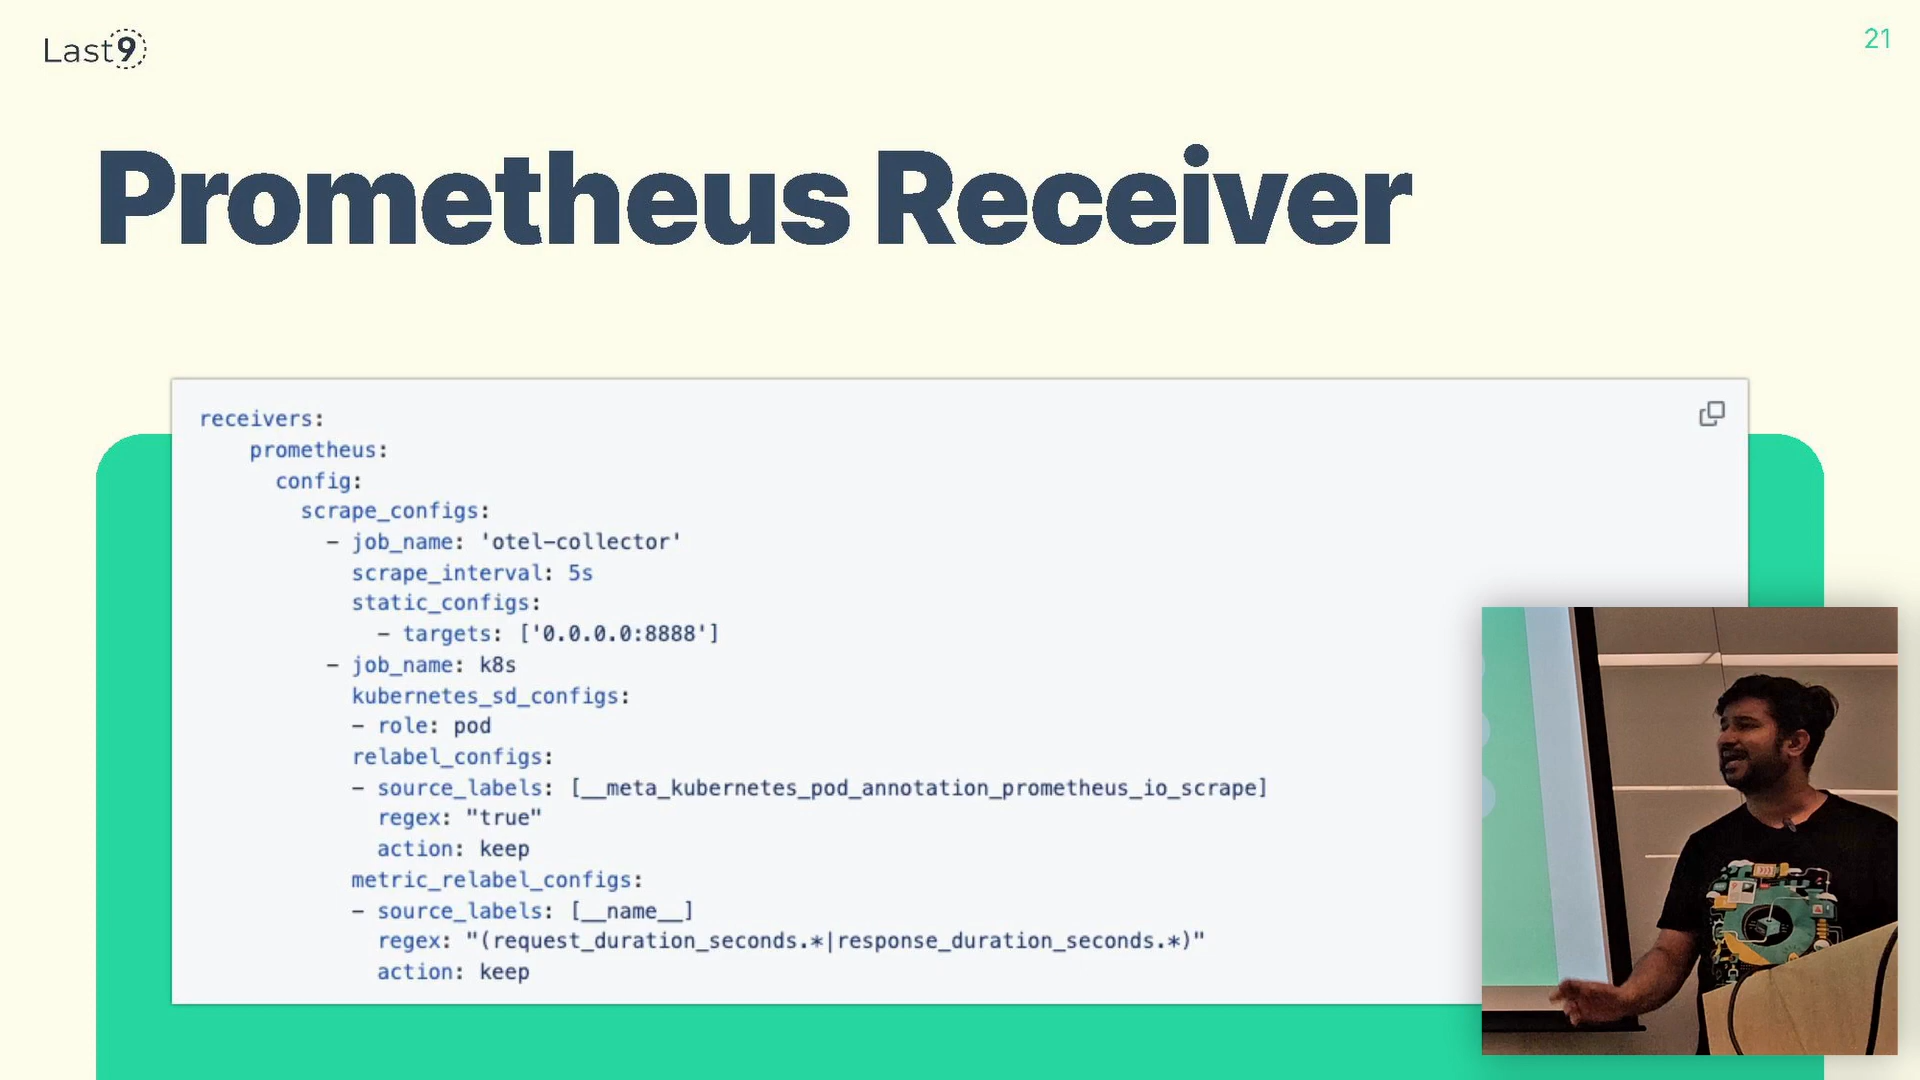 Last9
21
Prometheus Receiver
receivers:
    prometheus:
      config:
        scrape_configs:
          - job_name: 'otel-collector'
            scrape_interval: 5s
            static_configs:
              - targets: ['0.0.0.0:8888']
          - job_name: k8s
            kubernetes_sd_configs:
            - role: pod
            relabel_configs:
            - source_labels: [__meta_kubernetes_pod_annotation_prometheus_io_scrape]
              regex: "true"
              action: keep
            metric_relabel_configs:
            - source_labels: [__name__]
              regex: "(request_duration_seconds.*|response_duration_seconds.*)"
              action: keep